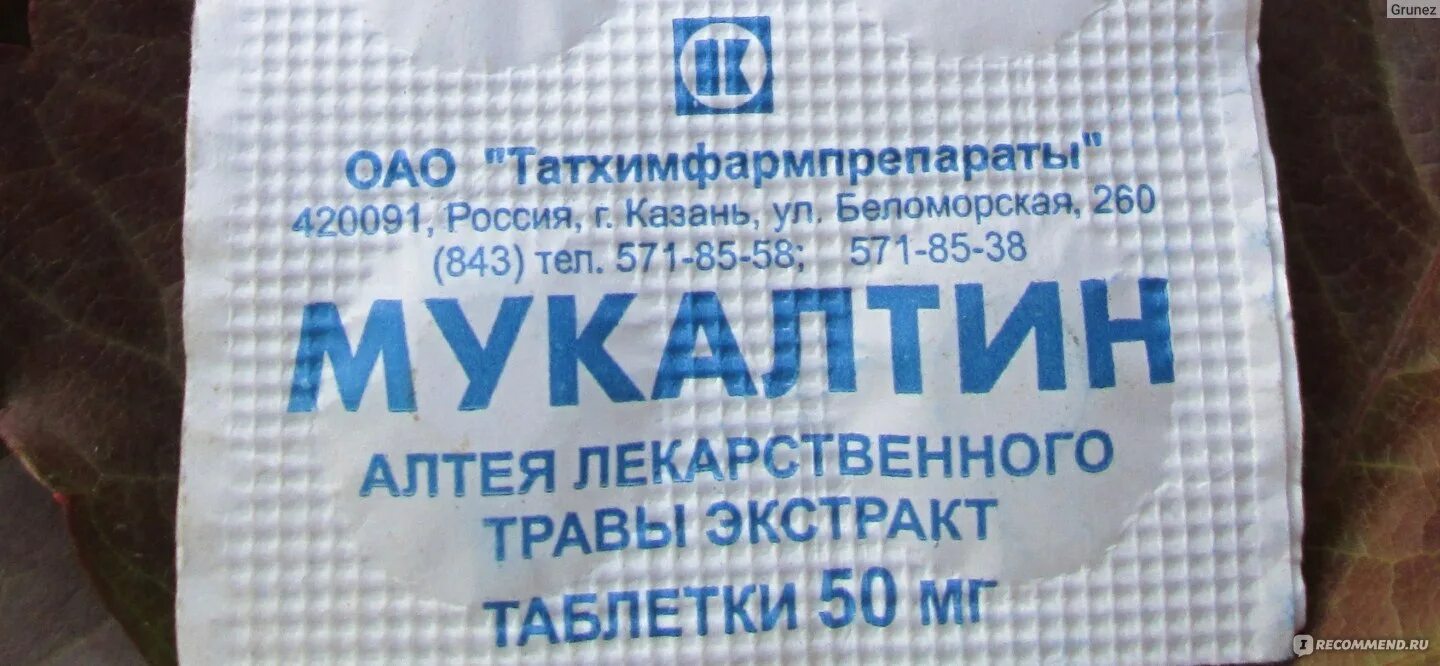 Grunez
ОАО "Татхимфармпрепараты"
420091, Россия, г. Казань, ул. Беломорская, 260
(843) тел. 571-85-58; 571-85-38
МУКАЛТИН
АЛТЕЯ ЛЕКАРСТВЕННОГО
ТРАВЫ ЭКСТРАКТ
ТАБЛЕТКИ 50 мг
IRECOMMEND.RU